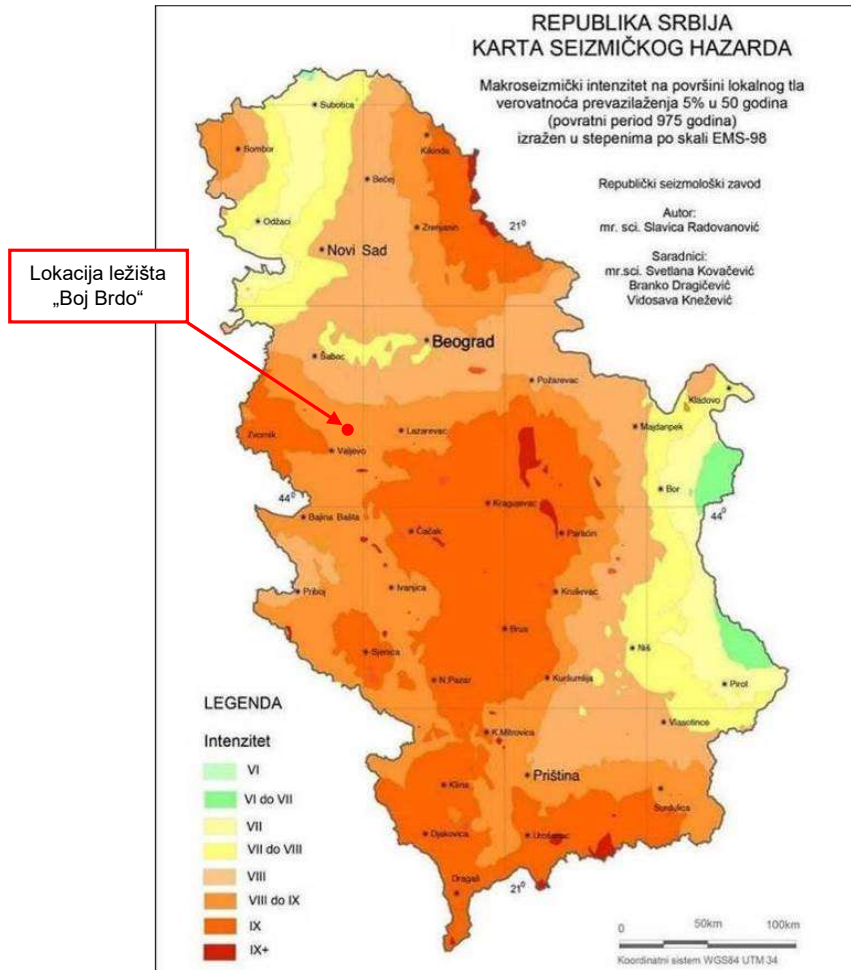 REPUBLIKA SRBIJA
KARTA SEIZMIČKOG HAZARDA
Makroseizmički intenzitet na površini lokalnog tla
verovatnoća prevazilaženja 5% u 50 godina
(povratni period 975 godina)
izražen u stepenima po skali EMS-98
Republički seizmološki zavod
Autor:
mr. sci. Slavica Radovanović
Saradnici:
mr.sci. Svetlana Kovačević
Branko Dragičević
Vidosava Knežević
Lokacija ležišta
„Boj Brdo“
Subotica
Sombor
Kikinda
Bečej
Odžaci
Zrenjanin
21⁰
Novi Sad
Beograd
Šabac
Požarevac
Kladovo
Zvornik
Lazarevac
Majdanpek
Valjevo
44⁰
Bor
Kragujevac
44⁰
Bajina Bašta
Čačak
Paraćin
Priboj
Ivanjica
Kruševac
Brus
Niš
Sjenica
N.Pazar
Kuršumlija
Pirot
Vlasotince
K.Mitrovica
Priština
Klina
Surdulica
Djakovica
Uroševac
Dragaš
21⁰
LEGENDA
Intenzitet
VI
VI do VII
VII
VII do VIII
VIII
VIII do IX
IX
IX+
0 50km 100km
Koordinatni sistem WGS84 UTM 34